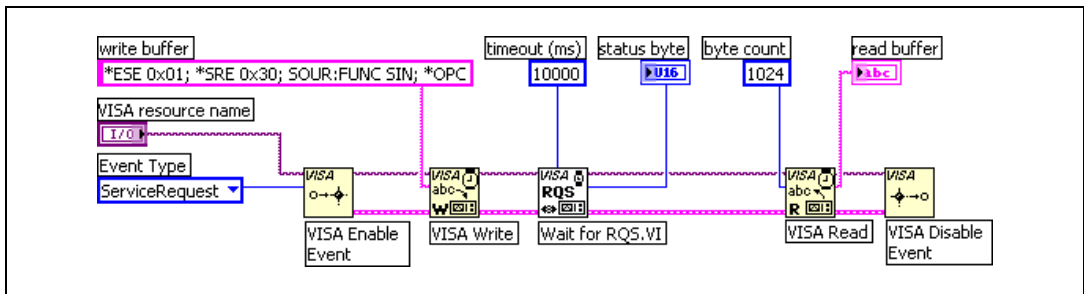 write buffer
*ESE 0x01; *SRE 0x30; SOUR:FUNC SIN; *OPC
timeout (ms)
10000
status byte
U16
byte count
1024
read buffer
abc
VISA resource name
I/O
Event Type
ServiceRequest
VISA
VISA Enable
Event
VISA
abc
W
VISA Write
VISA
RQS
Wait for RQS.VI
VISA
abc
R
VISA Read
VISA
VISA Disable
Event